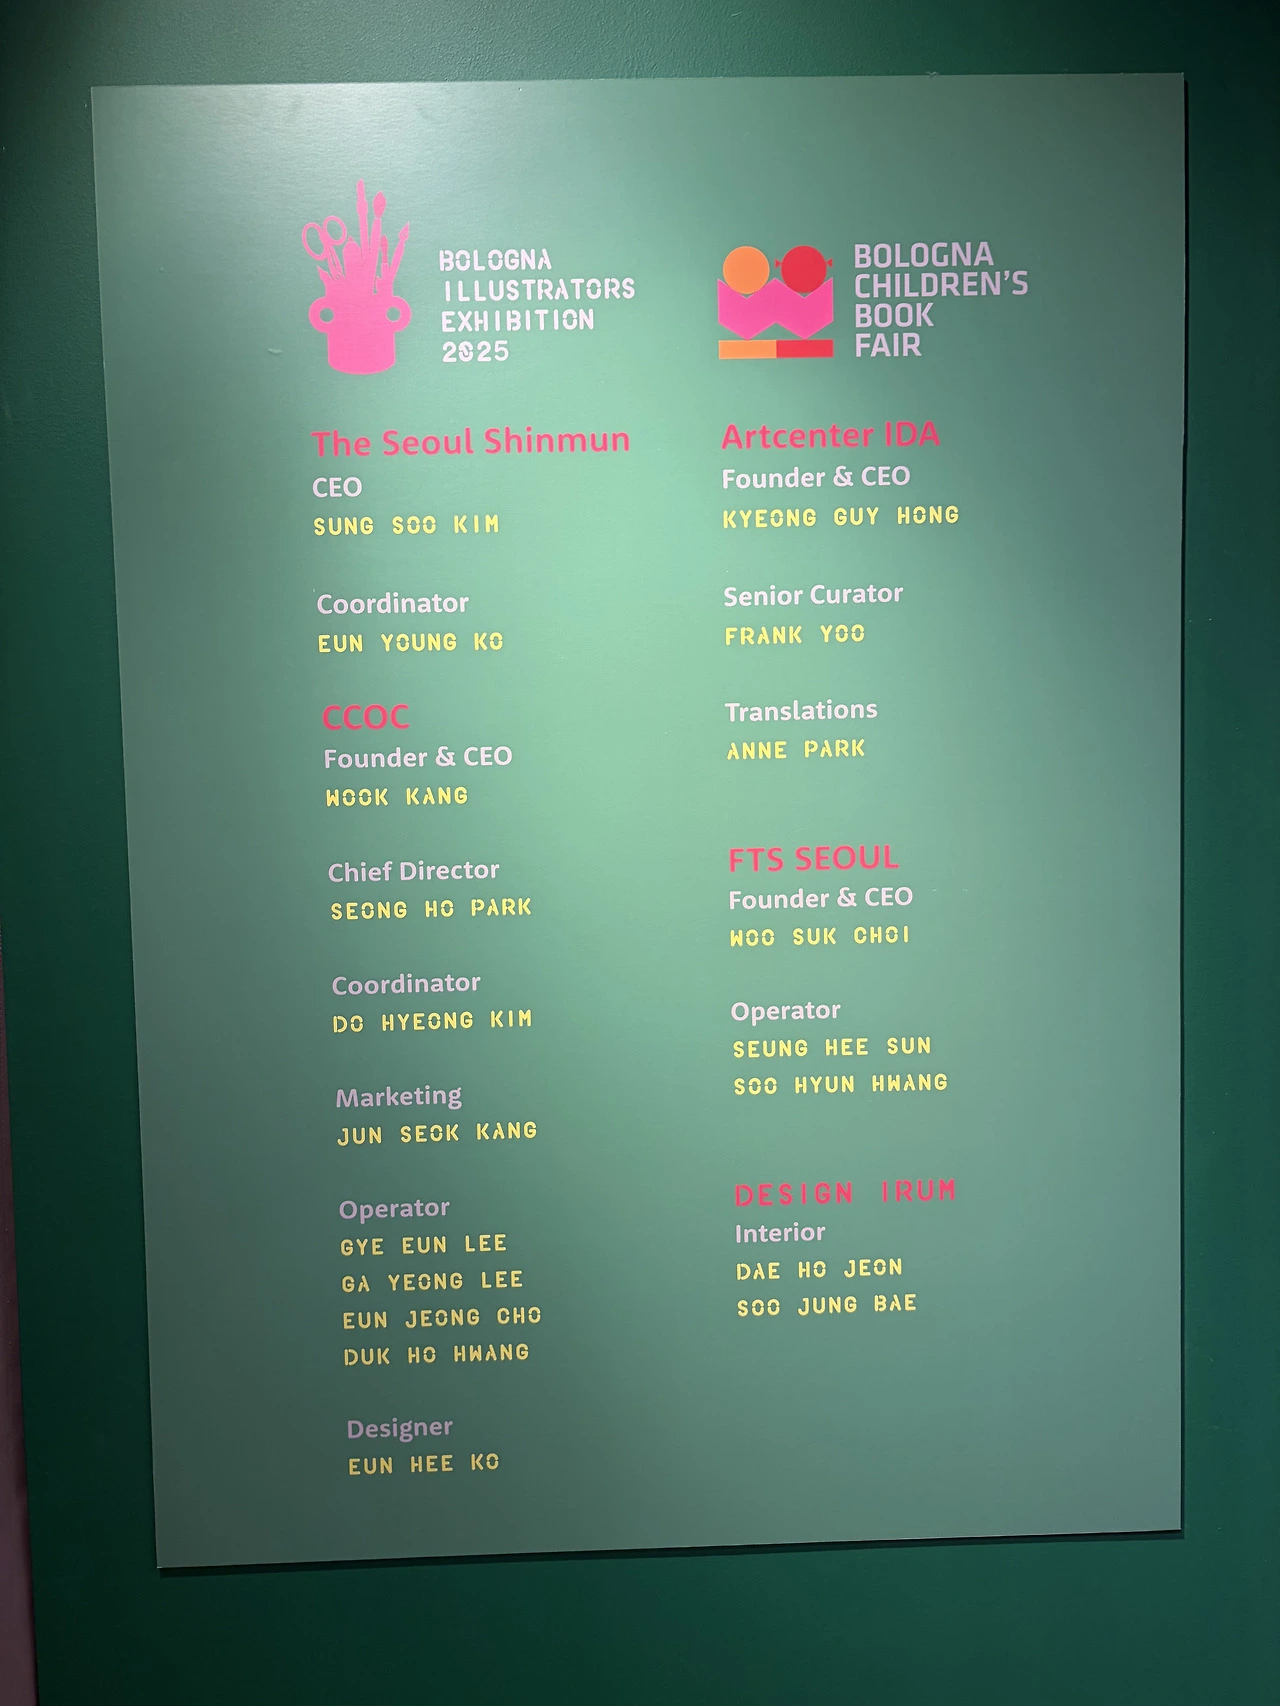 BOLOGNA
ILLUSTRATORS
EXHIBITION
2025
BOLOGNA
CHILDREN'S
BOOK
FAIR
The Seoul Shinmun
CEO
SUNG SOO KIM
Coordinator
EUN YOUNG KO
CCOC
Founder & CEO
WOOK KANG
Chief Director
SEONG HO PARK
Coordinator
DO HYEONG KIM
Marketing
JUN SEOK KANG
Operator
GYE EUN LEE
GA YEONG LEE
EUN JEONG CHO
DUK HO HWANG
Designer
EUN HEE KO
Artcenter IDA
Founder & CEO
KYEONG GUY HONG
Senior Curator
FRANK YOO
Translations
ANNE PARK
FTS SEOUL
Founder & CEO
WOO SUK CHOI
Operator
SEUNG HEE SUN
SOO HYUN HWANG
DESIGN IRUM
Interior
DAE HO JEON
SOO JUNG BAE